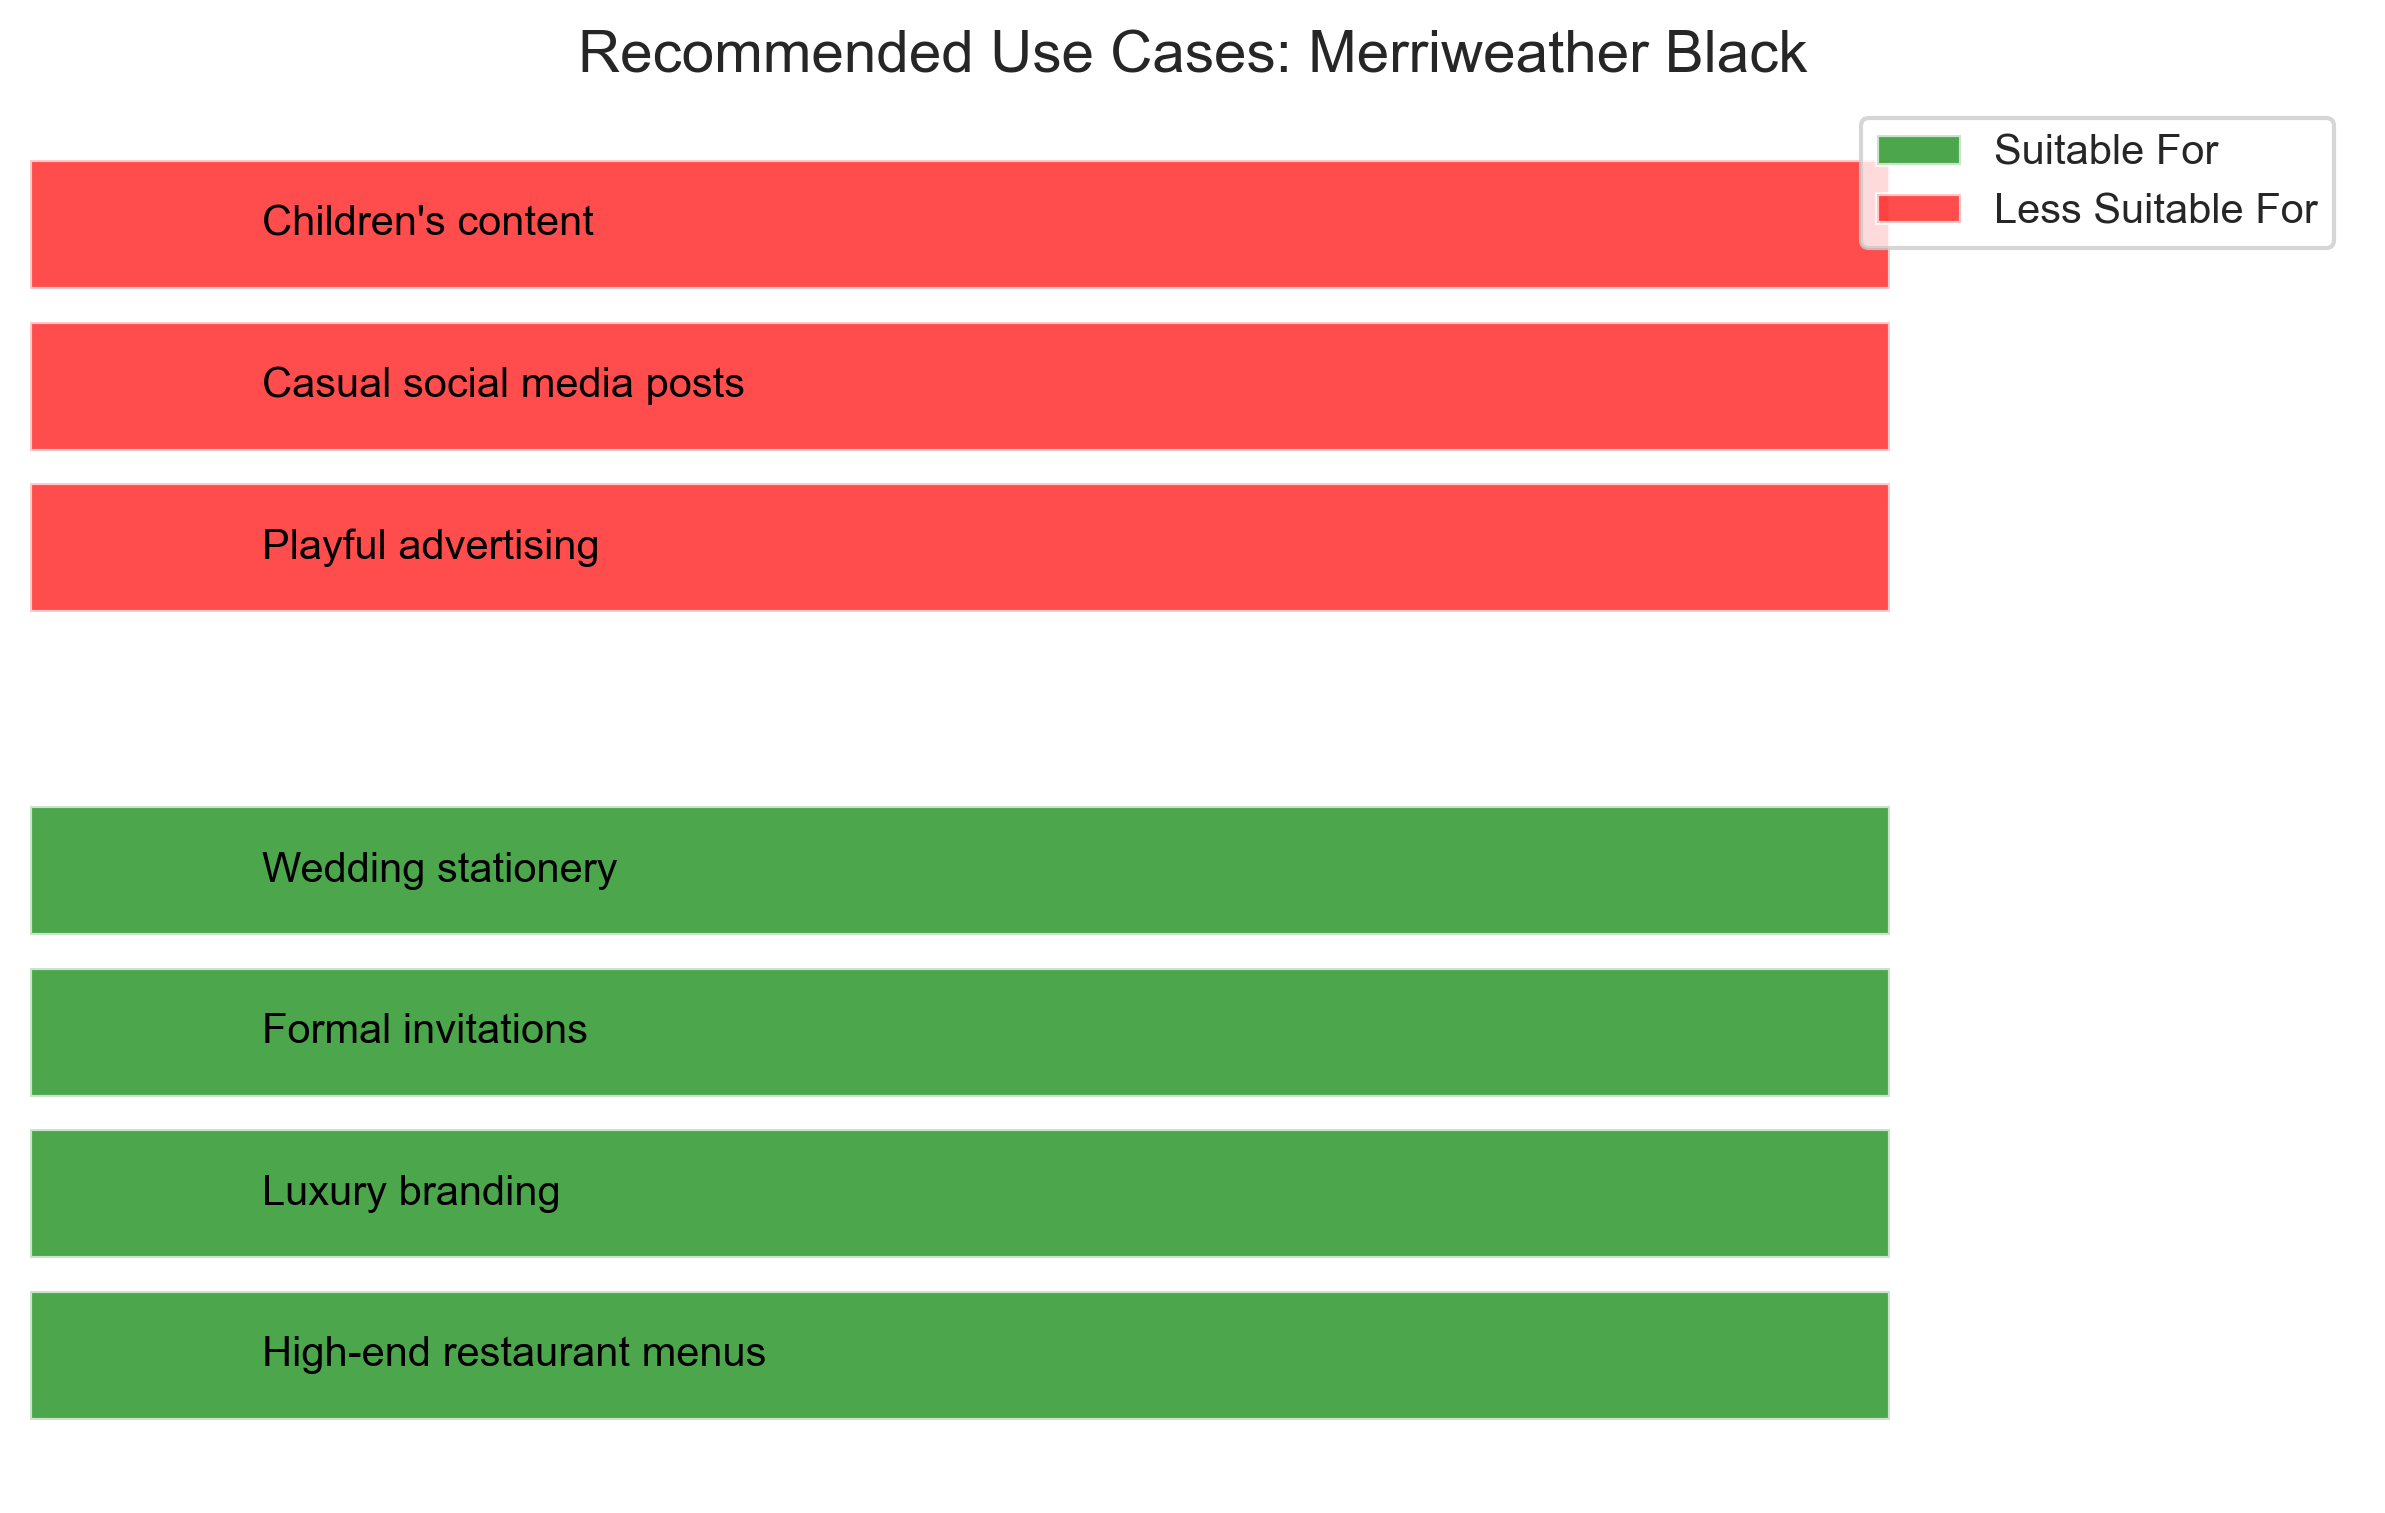 Recommended Use Cases: Merriweather Black
Suitable For
Less Suitable For
Children's content
Casual social media posts
Playful advertising
Wedding stationery
Formal invitations
Luxury branding
High-end restaurant menus